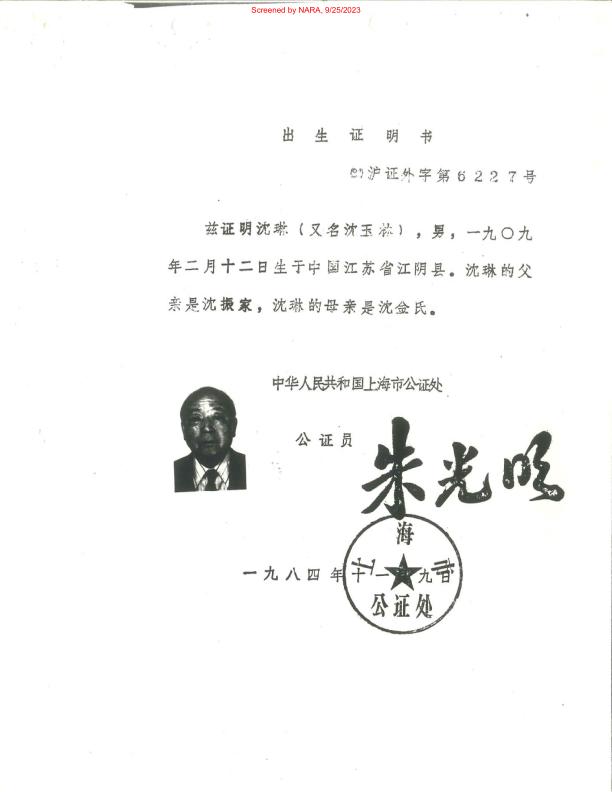 Screened by NARA, 9/25/2023
出生证明书
沪证外字第6227号
兹证明沈琳(又名沈玉琳),男,一九〇九
年二月十二日生于中国江苏省江阴县。沈琳的父
亲是沈振家,沈琳的母亲是沈金氏。
中华人民共和国上海市公证处
公证员
朱光明
一九八四年十一月九日
上海市
公证处